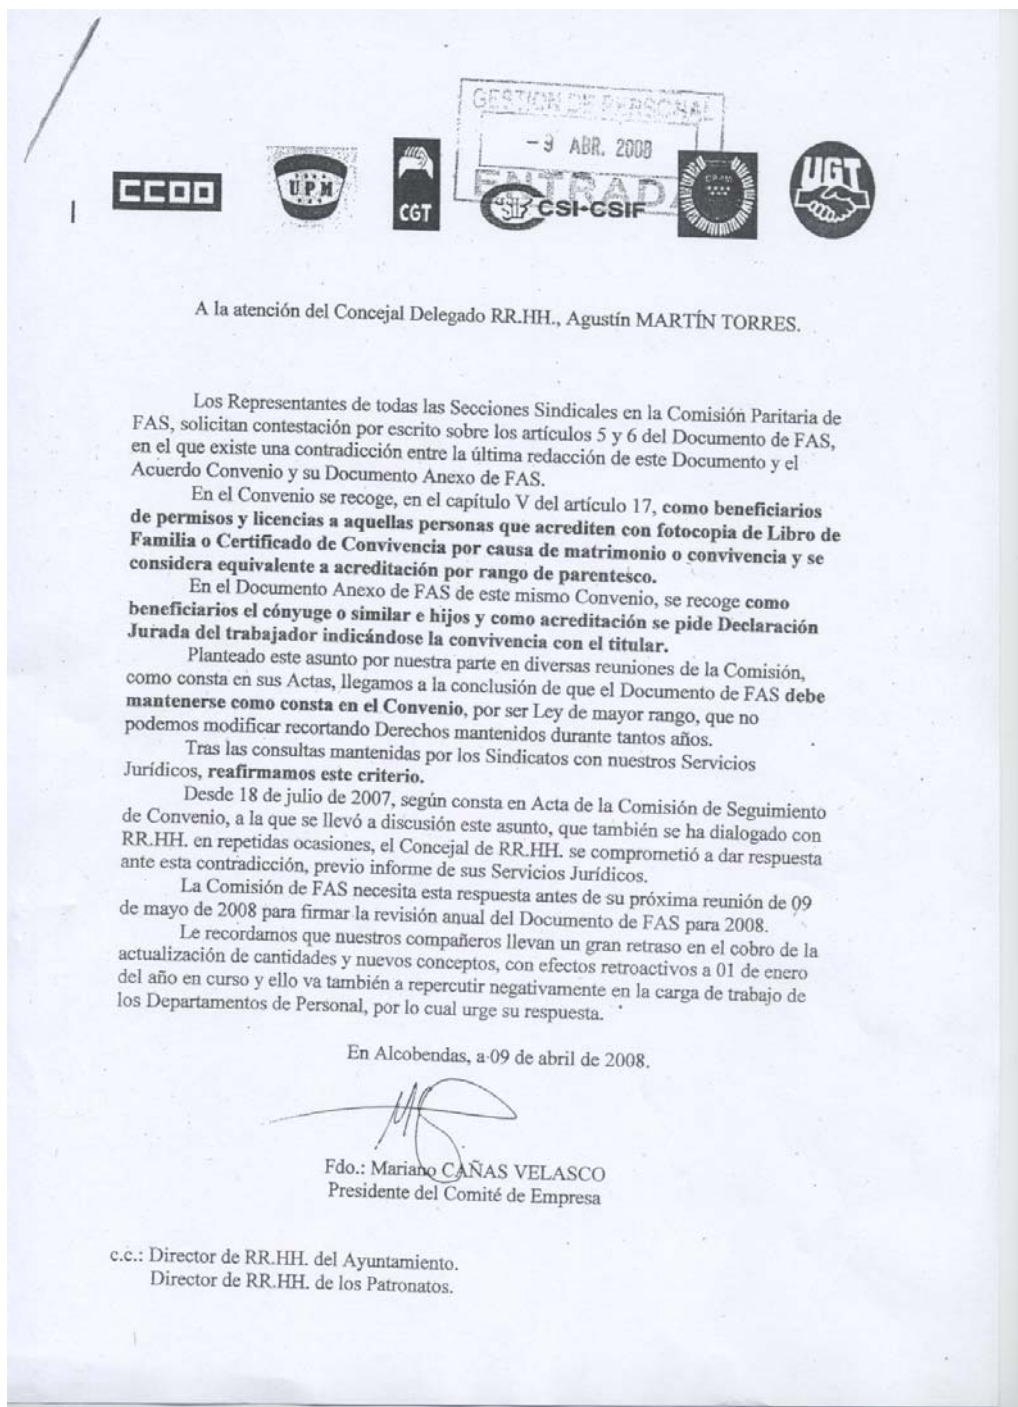 GESTION DE PERSONAL
- 9 ABR. 2008
ENTRADA
CCOO
UPM
CGT
CSIF CSI-CSIF
UGT
A la atención del Concejal Delegado RR.HH., Agustín MARTÍN TORRES.
Los Representantes de todas las Secciones Sindicales en la Comisión Paritaria de
FAS, solicitan contestación por escrito sobre los artículos 5 y 6 del Documento de FAS,
en el que existe una contradicción entre la última redacción de este Documento y el
Acuerdo Convenio y su Documento Anexo de FAS.
En el Convenio se recoge, en el capítulo V del artículo 17, como beneficiarios
de permisos y licencias a aquellas personas que acrediten con fotocopia de Libro de
Familia o Certificado de Convivencia por causa de matrimonio o convivencia y se
considera equivalente a acreditación por rango de parentesco.
En el Documento Anexo de FAS de este mismo Convenio, se recoge como
beneficiarios el cónyuge o similar e hijos y como acreditación se pide Declaración
Jurada del trabajador indicándose la convivencia con el titular.
Planteado este asunto por nuestra parte en diversas reuniones de la Comisión,
como consta en sus Actas, llegamos a la conclusión de que el Documento de FAS debe
mantenerse como consta en el Convenio, por ser Ley de mayor rango, que no
podemos modificar recortando Derechos mantenidos durante tantos años.
Tras las consultas mantenidas por los Sindicatos con nuestros Servicios
Jurídicos, reafirmamos este criterio.
Desde 18 de julio de 2007, según consta en Acta de la Comisión de Seguimiento
de Convenio, a la que se llevó a discusión este asunto, que también se ha dialogado con
RR.HH. en repetidas ocasiones, el Concejal de RR.HH. se comprometió a dar respuesta
ante esta contradicción, previo informe de sus Servicios Jurídicos.
La Comisión de FAS necesita esta respuesta antes de su próxima reunión de 09
de mayo de 2008 para firmar la revisión anual del Documento de FAS para 2008.
Le recordamos que nuestros compañeros llevan un gran retraso en el cobro de la
actualización de cantidades y nuevos conceptos, con efectos retroactivos a 01 de enero
del año en curso y ello va también a repercutir negativamente en la carga de trabajo de
los Departamentos de Personal, por lo cual urge su respuesta.
En Alcobendas, a 09 de abril de 2008.
Fdo.: Mariano CAÑAS VELASCO
Presidente del Comité de Empresa
c.c.: Director de RR.HH. del Ayuntamiento.
Director de RR.HH. de los Patronatos.